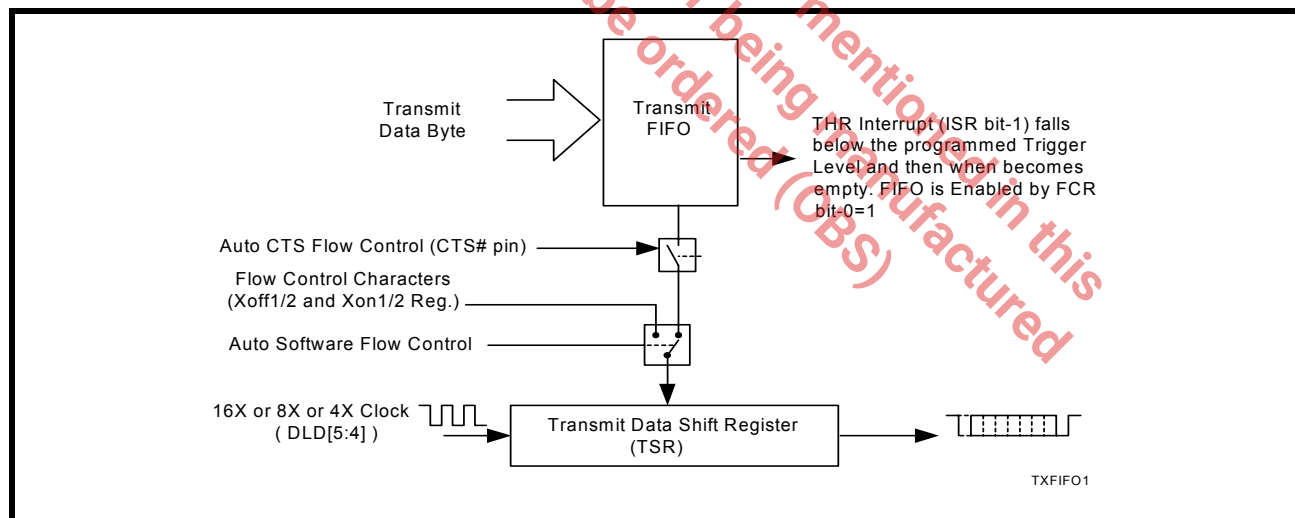 mentioned in this
being manufactured
be ordered (OBS)
Transmit
Data Byte
Transmit
FIFO
THR Interrupt (ISR bit-1) falls
below the programmed Trigger
Level and then when becomes
empty. FIFO is Enabled by FCR
bit-0=1
Auto CTS Flow Control (CTS# pin)
Flow Control Characters
(Xoff1/2 and Xon1/2 Reg.)
Auto Software Flow Control
16X or 8X or 4X Clock
( DLD[5:4] )
Transmit Data Shift Register
(TSR)
TXFIFO1